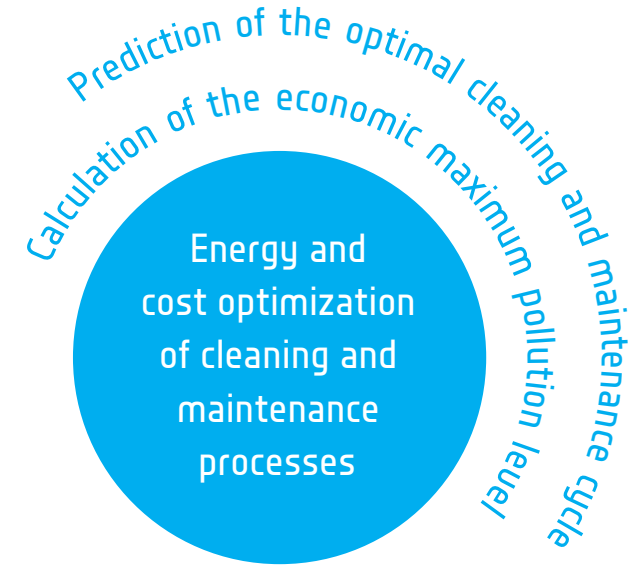 Prediction of the optimal cleaning and maintenance cycle
Calculation of the economic maximum pollution level
Energy and
cost optimization
of cleaning and
maintenance
processes